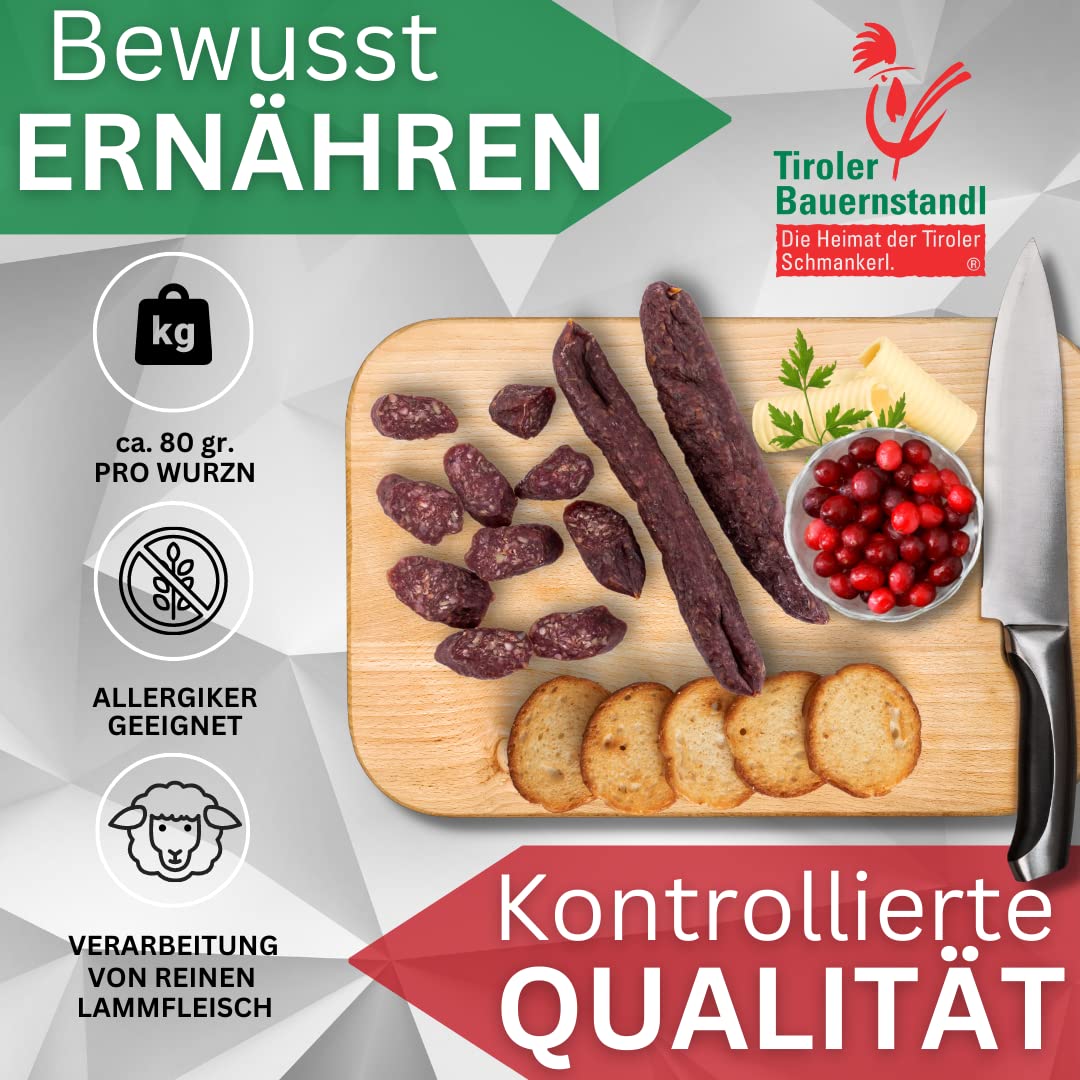 Bewusst
ERNÄHREN
Tiroler
Bauernstandl
Die Heimat der Tiroler
Schmankerl. ®
kg
ca. 80 gr.
PRO WURZN
ALLERGIKER
GEEIGNET
VERARBEITUNG
VON REINEN
LAMMFLEISCH
Kontrollierte
QUALITÄT